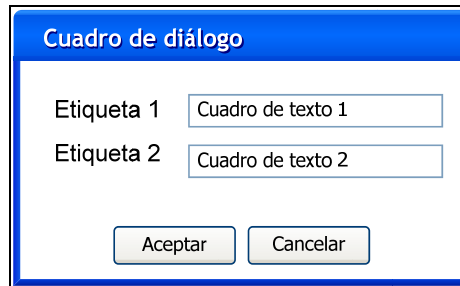 Cuadro de diálogo
Etiqueta 1 Cuadro de texto 1
Etiqueta 2 Cuadro de texto 2
Aceptar Cancelar